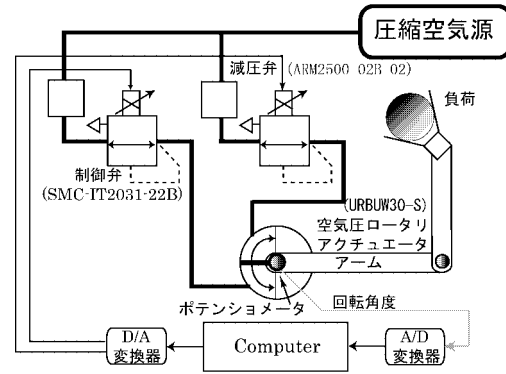 圧縮空気源
減圧弁 (ARM2500-02B-02)
負荷
制御弁
(SMC-IT2031-22B)
(URBUW30-S)
空気圧ロータリ
アクチュエータ
アーム
ポテンショメータ
回転角度
D/A
変換器
Computer
A/D
変換器